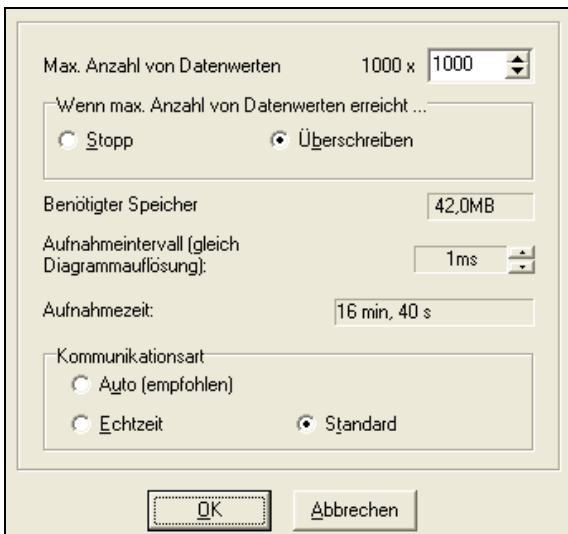 Max. Anzahl von Datenwerten 1000 x 1000
Wenn max. Anzahl von Datenwerten erreicht ...
Stopp Überschreiben
Benötigter Speicher 42,0MB
Aufnahmeintervall (gleich
Diagrammauflösung): 1ms
Aufnahmezeit: 16 min, 40 s
Kommunikationsart
Auto (empfohlen)
Echtzeit Standard
OK Abbrechen